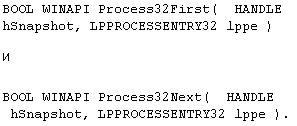 BOOL WINAPI Process32First(  HANDLE
hSnapshot, LPPROCESSENTRY32 lppe )
и
BOOL WINAPI Process32Next(  HANDLE
hSnapshot, LPPROCESSENTRY32 lppe ).